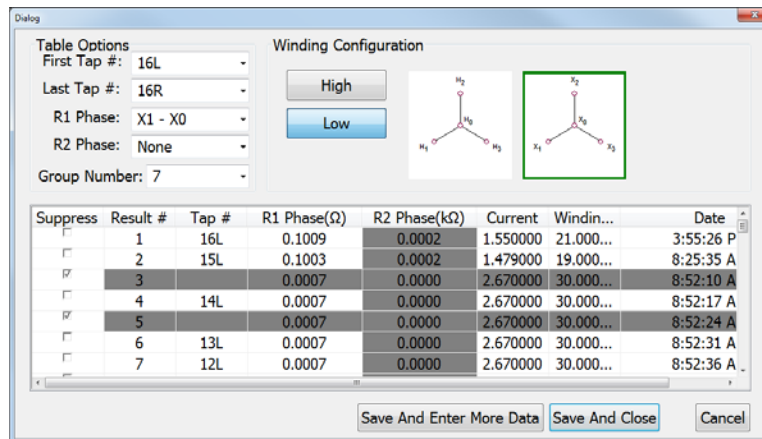 Dialog
Table Options
First Tap #: 16L
Last Tap #: 16R
R1 Phase: X1 - X0
R2 Phase: None
Group Number: 7
Winding Configuration
High
Low
H2
H0
H1 H3
X2
X0
X1 X3
Suppress Result # Tap # R1 Phase(Ω) R2 Phase(kΩ) Current Windin... Date
1 16L 0.1009 0.0002 1.550000 21.000... 3:55:26 P
2 15L 0.1003 0.0002 1.479000 19.000... 8:25:35 A
3 0.0007 0.0000 2.670000 30.000... 8:52:10 A
4 14L 0.0007 0.0000 2.670000 30.000... 8:52:17 A
5 0.0007 0.0000 2.670000 30.000... 8:52:24 A
6 13L 0.0007 0.0000 2.670000 30.000... 8:52:31 A
7 12L 0.0007 0.0000 2.670000 30.000... 8:52:36 A
Save And Enter More Data Save And Close Cancel